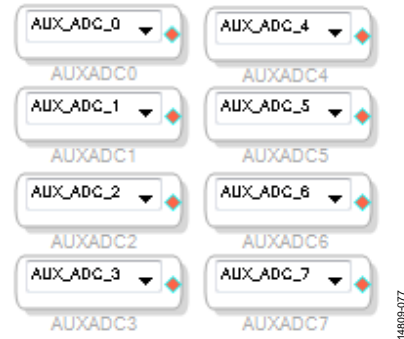 AUX_ADC_0
AUXADC0
AUX_ADC_1
AUXADC1
AUX_ADC_2
AUXADC2
AUX_ADC_3
AUXADC3
AUX_ADC_4
AUXADC4
AUX_ADC_5
AUXADC5
AUX_ADC_6
AUXADC6
AUX_ADC_7
AUXADC7
14809-077